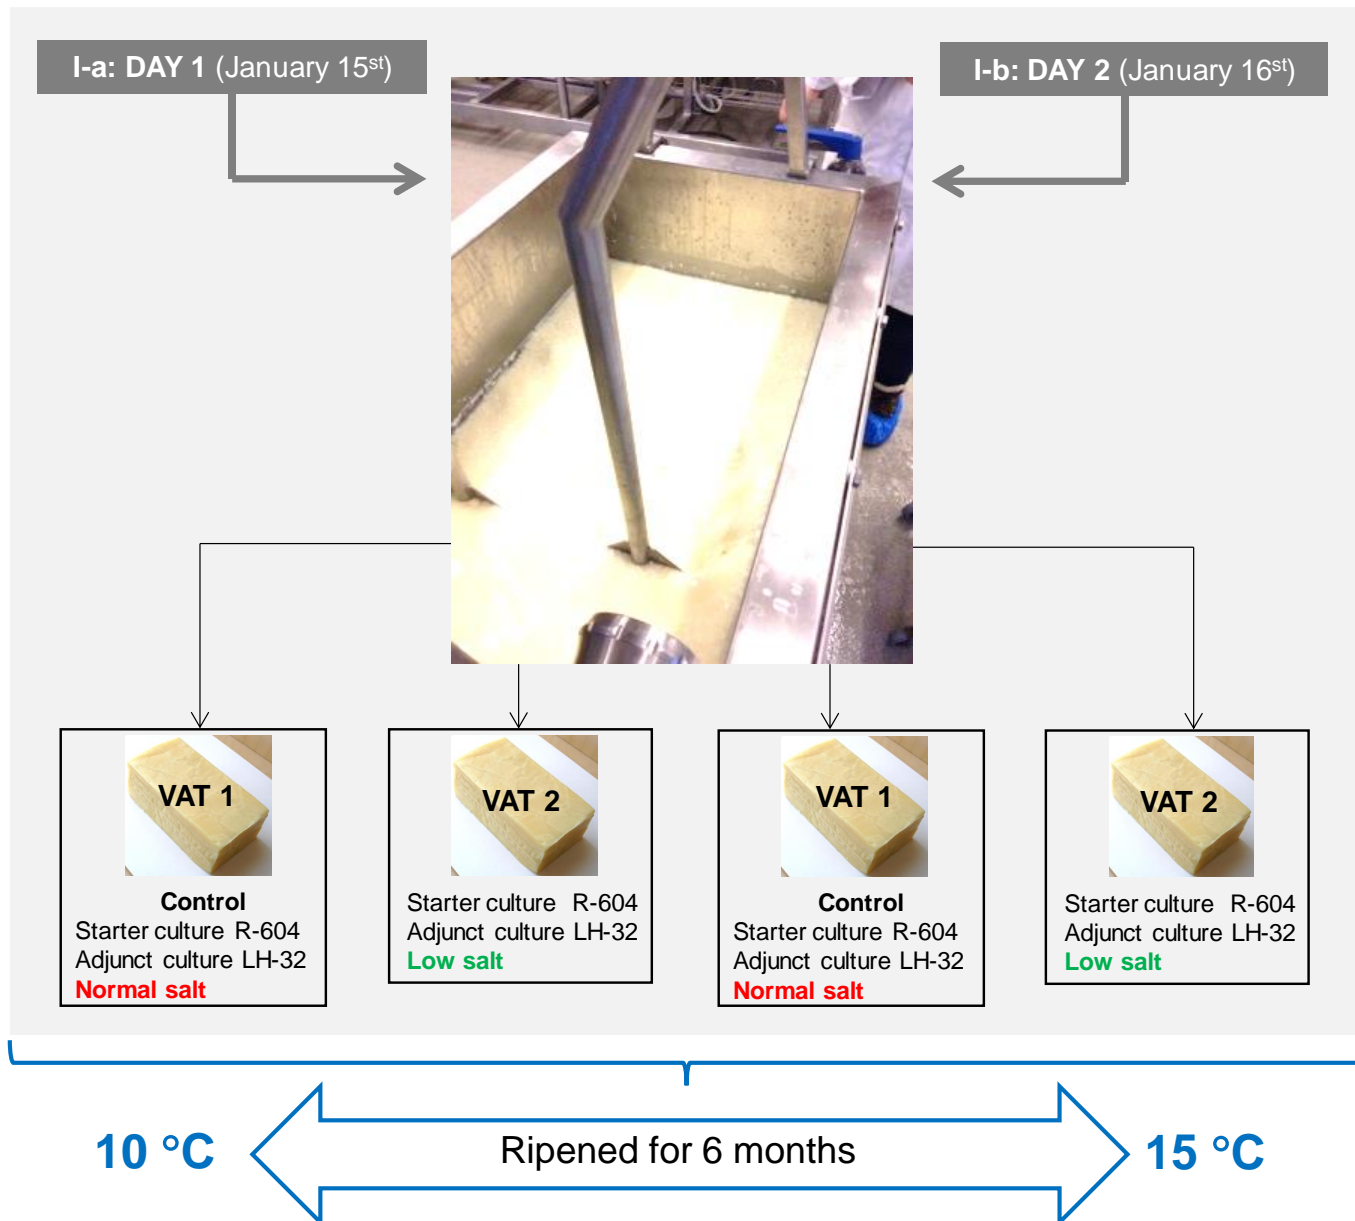 I-a: DAY 1 (January 15st)
I-b: DAY 2 (January 16st)
VAT 1
Control
Starter culture R-604
Adjunct culture LH-32
Normal salt
VAT 2
Starter culture R-604
Adjunct culture LH-32
Low salt
VAT 1
Control
Starter culture R-604
Adjunct culture LH-32
Normal salt
VAT 2
Starter culture R-604
Adjunct culture LH-32
Low salt
10 °C
Ripened for 6 months
15 °C